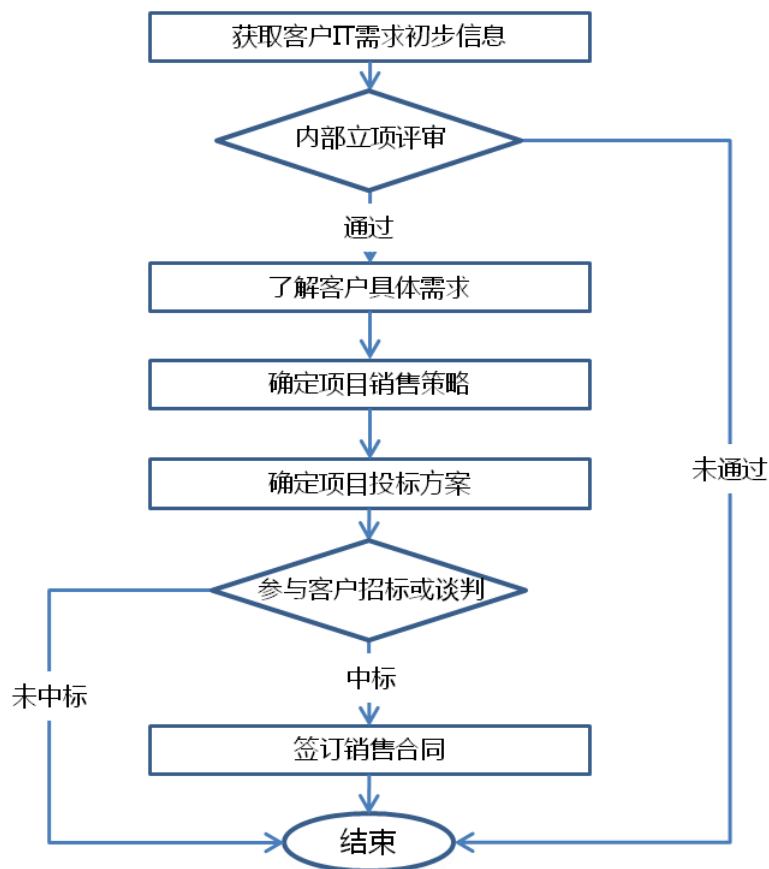 获取客户IT需求初步信息
内部立项评审
通过
了解客户具体需求
确定项目销售策略
未通过
确定项目投标方案
参与客户招标或谈判
中标
未中标
签订销售合同
结束